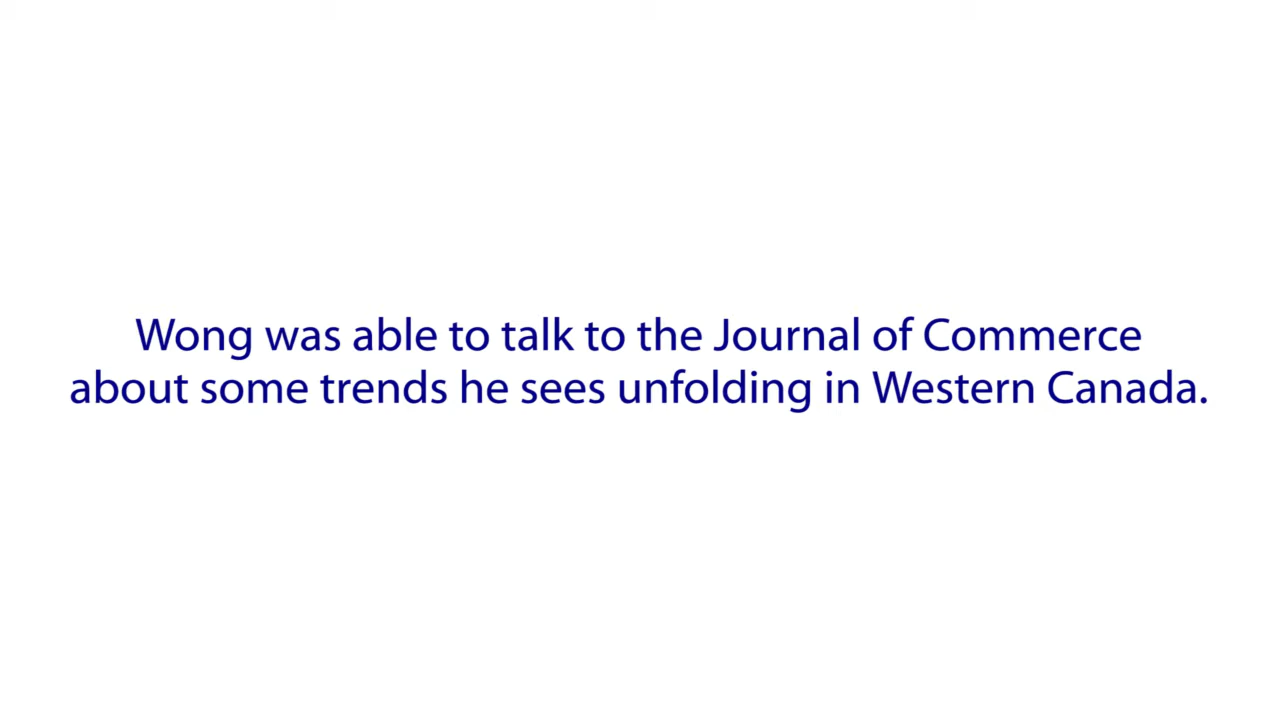 Wong was able to talk to the Journal of Commerce
about some trends he sees unfolding in Western Canada.